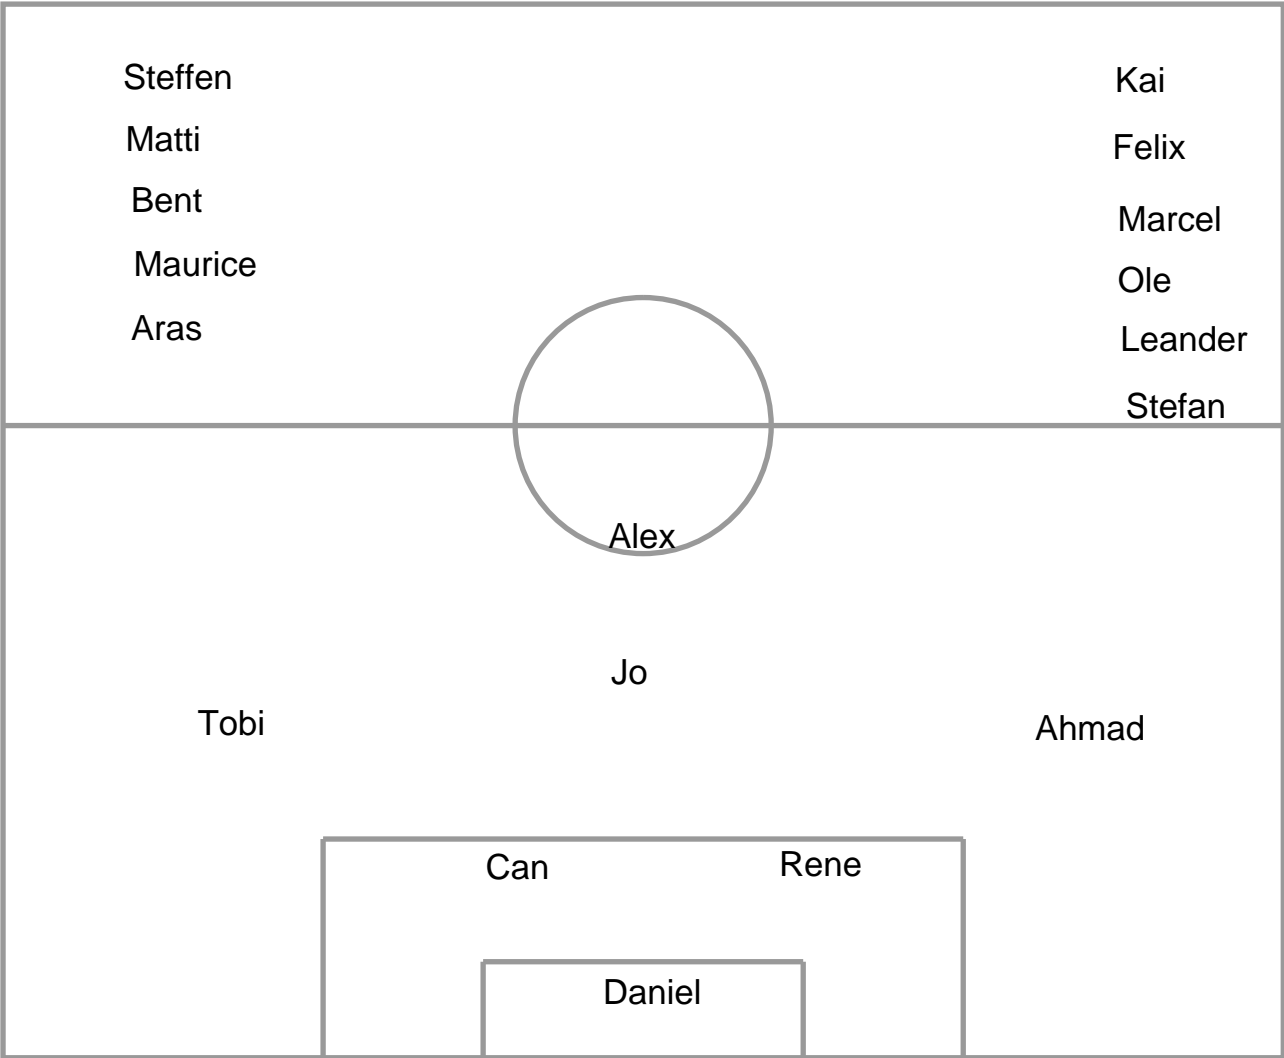 Steffen
Kai
Matti
Felix
Bent
Marcel
Maurice
Ole
Aras
Leander
Stefan
Alex
Jo
Tobi
Ahmad
Can
Rene
Daniel